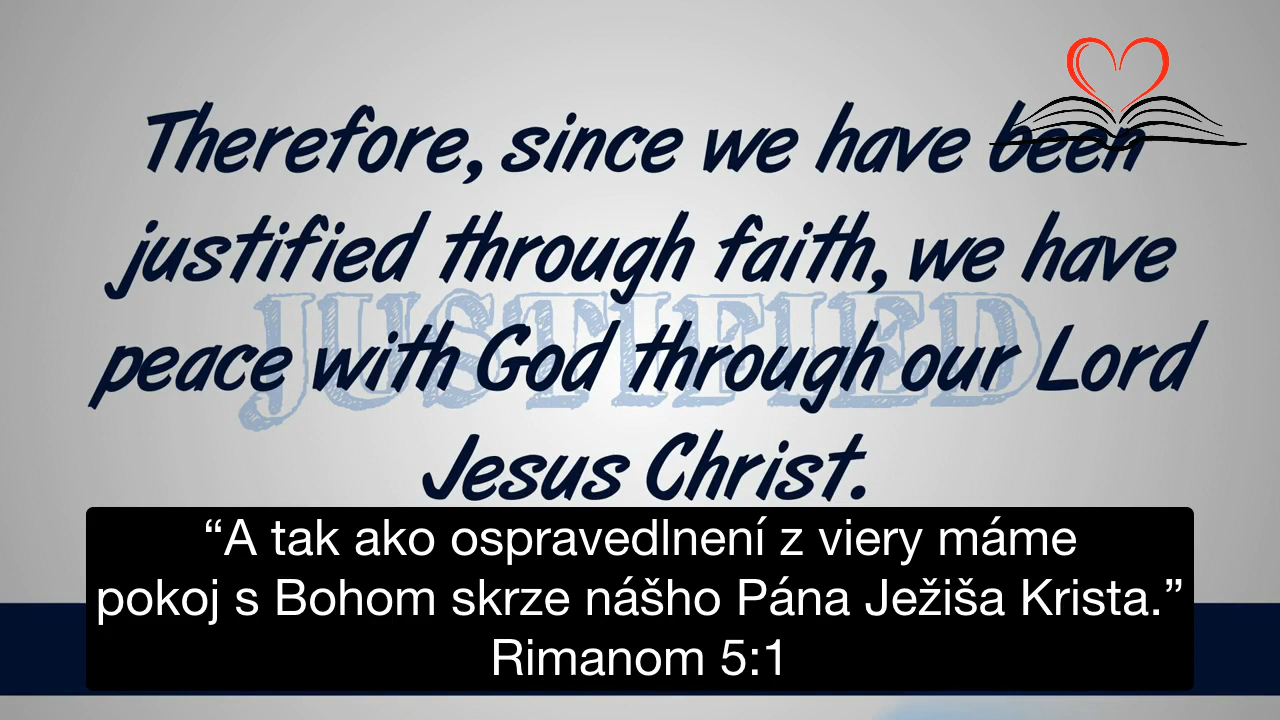 Therefore, since we have been
justified through faith, we have
JUSTIFIED
peace with God through our Lord
Jesus Christ.
“A tak ako ospravedlnení z viery máme
pokoj s Bohom skrze nášho Pána Ježiša Krista.”
Rimanom 5:1